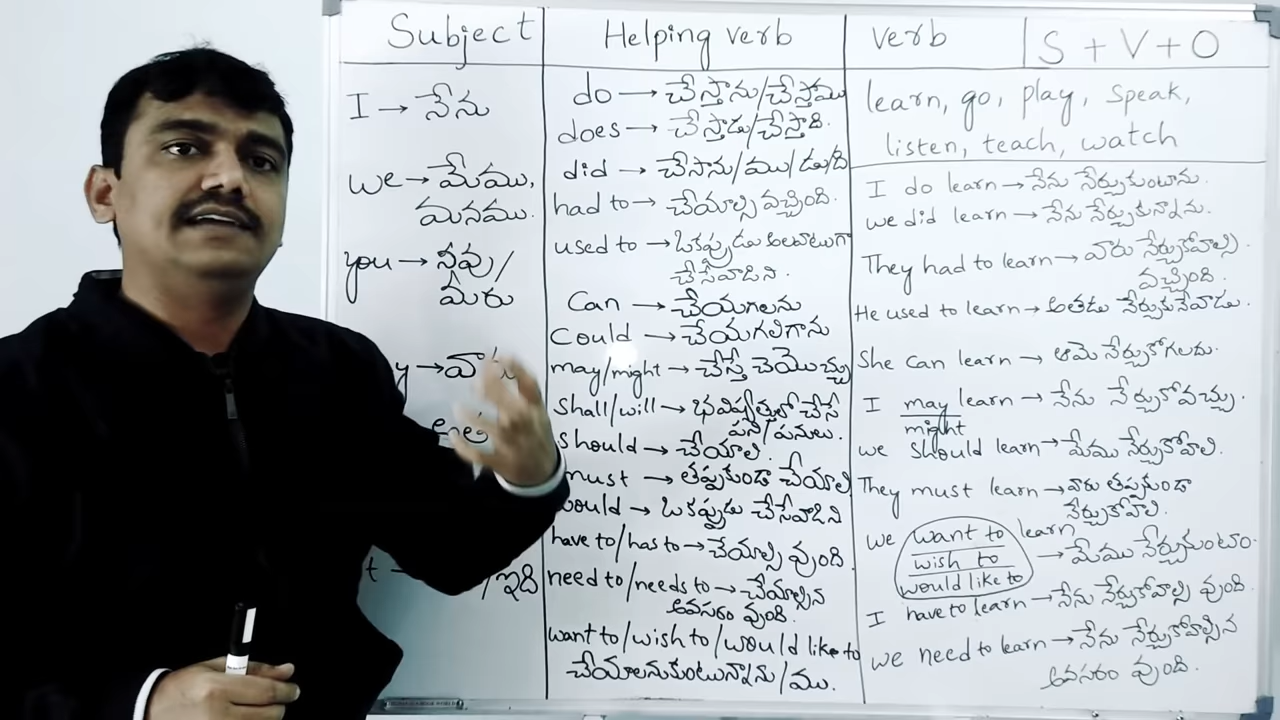 Subject
I → నేను
we → మేము,
మనము.
you → నీవు/
మీరు
y →
/ఇది
Helping verb
do → చేస్తాను/చేస్తాము
does → చేస్తాడు/చేస్తాది.
did → చేసాను/ము/డు/ది
had to → చేయాల్సి వచ్చింది.
used to → ఒకప్పుడు అలవాటుగా
చేసేవాడిని.
Can → చేయగలను
Could → చేయగలిగాను
may/might → చేస్తే చెయొచ్చు
Shall/will → భవిష్యత్తులో చేసే
పని/పనులు.
Should → చేయాలి.
must → తప్పకుండా చేయాలి
would → ఒకప్పుడు చేసేవాడిని
have to/has to → చేయాల్సి వుంది.
need to/needs to → చేయాల్సిన
అవసరం వుంది.
want to/wish to/would like to
చేయాలనుకుంటున్నాను/ము.
verb
S + V + O
learn, go, play, speak,
listen, teach, watch
I do learn → నేను నేర్చుకుంటాను.
we did learn → నేను నేర్చుకున్నాను.
They had to learn → వారు నేర్చుకోవాల్సి
వచ్చింది.
He used to learn → అతడు నేర్చుకునేవాడు.
She can learn → ఆమె నేర్చుకోగలదు.
I may learn → నేను నేర్చుకోవచ్చు.
might
we should learn → మేము నేర్చుకోవాలి.
They must learn → వారు తప్పకుండా
నేర్చుకోవాలి.
we want to learn
wish to → మేము నేర్చుకుంటాం.
would like to
I have to learn → నేను నేర్చుకోవాల్సి వుంది.
we need to learn → నేను నేర్చుకోవాల్సిన
అవసరం వుంది.